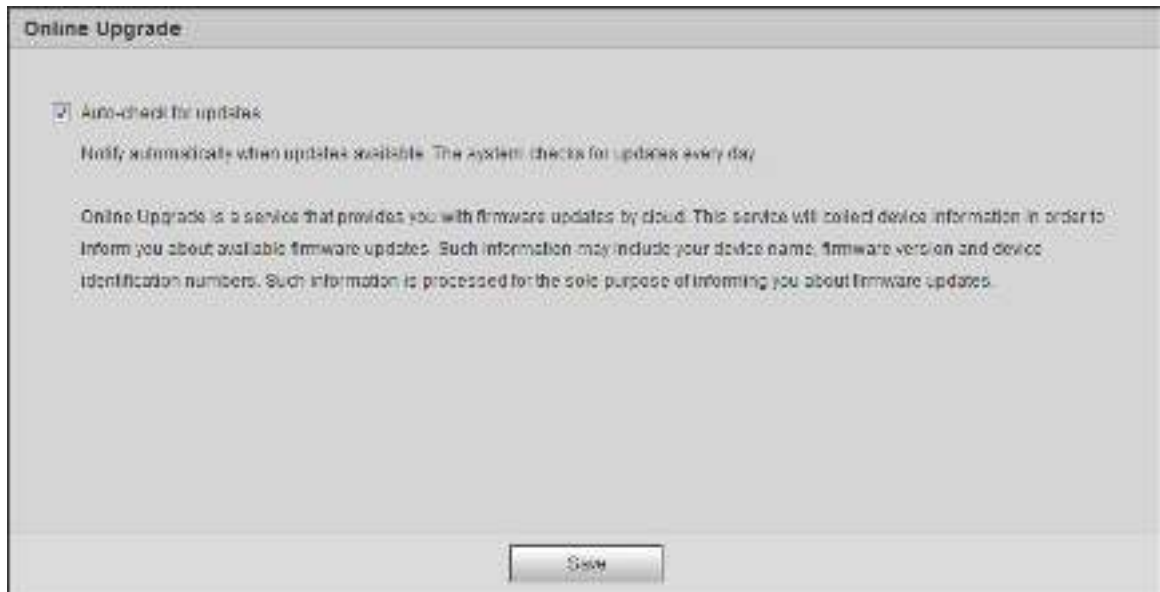 Online Upgrade
Auto-check for updates
Notify automatically when updates available. The system checks for updates every day.
Online Upgrade is a service that provides you with firmware updates by cloud. This service will collect device information in order to
inform you about available firmware updates. Such information may include your device name, firmware version and device
identification numbers. Such information is processed for the sole purpose of informing you about firmware updates.
Save